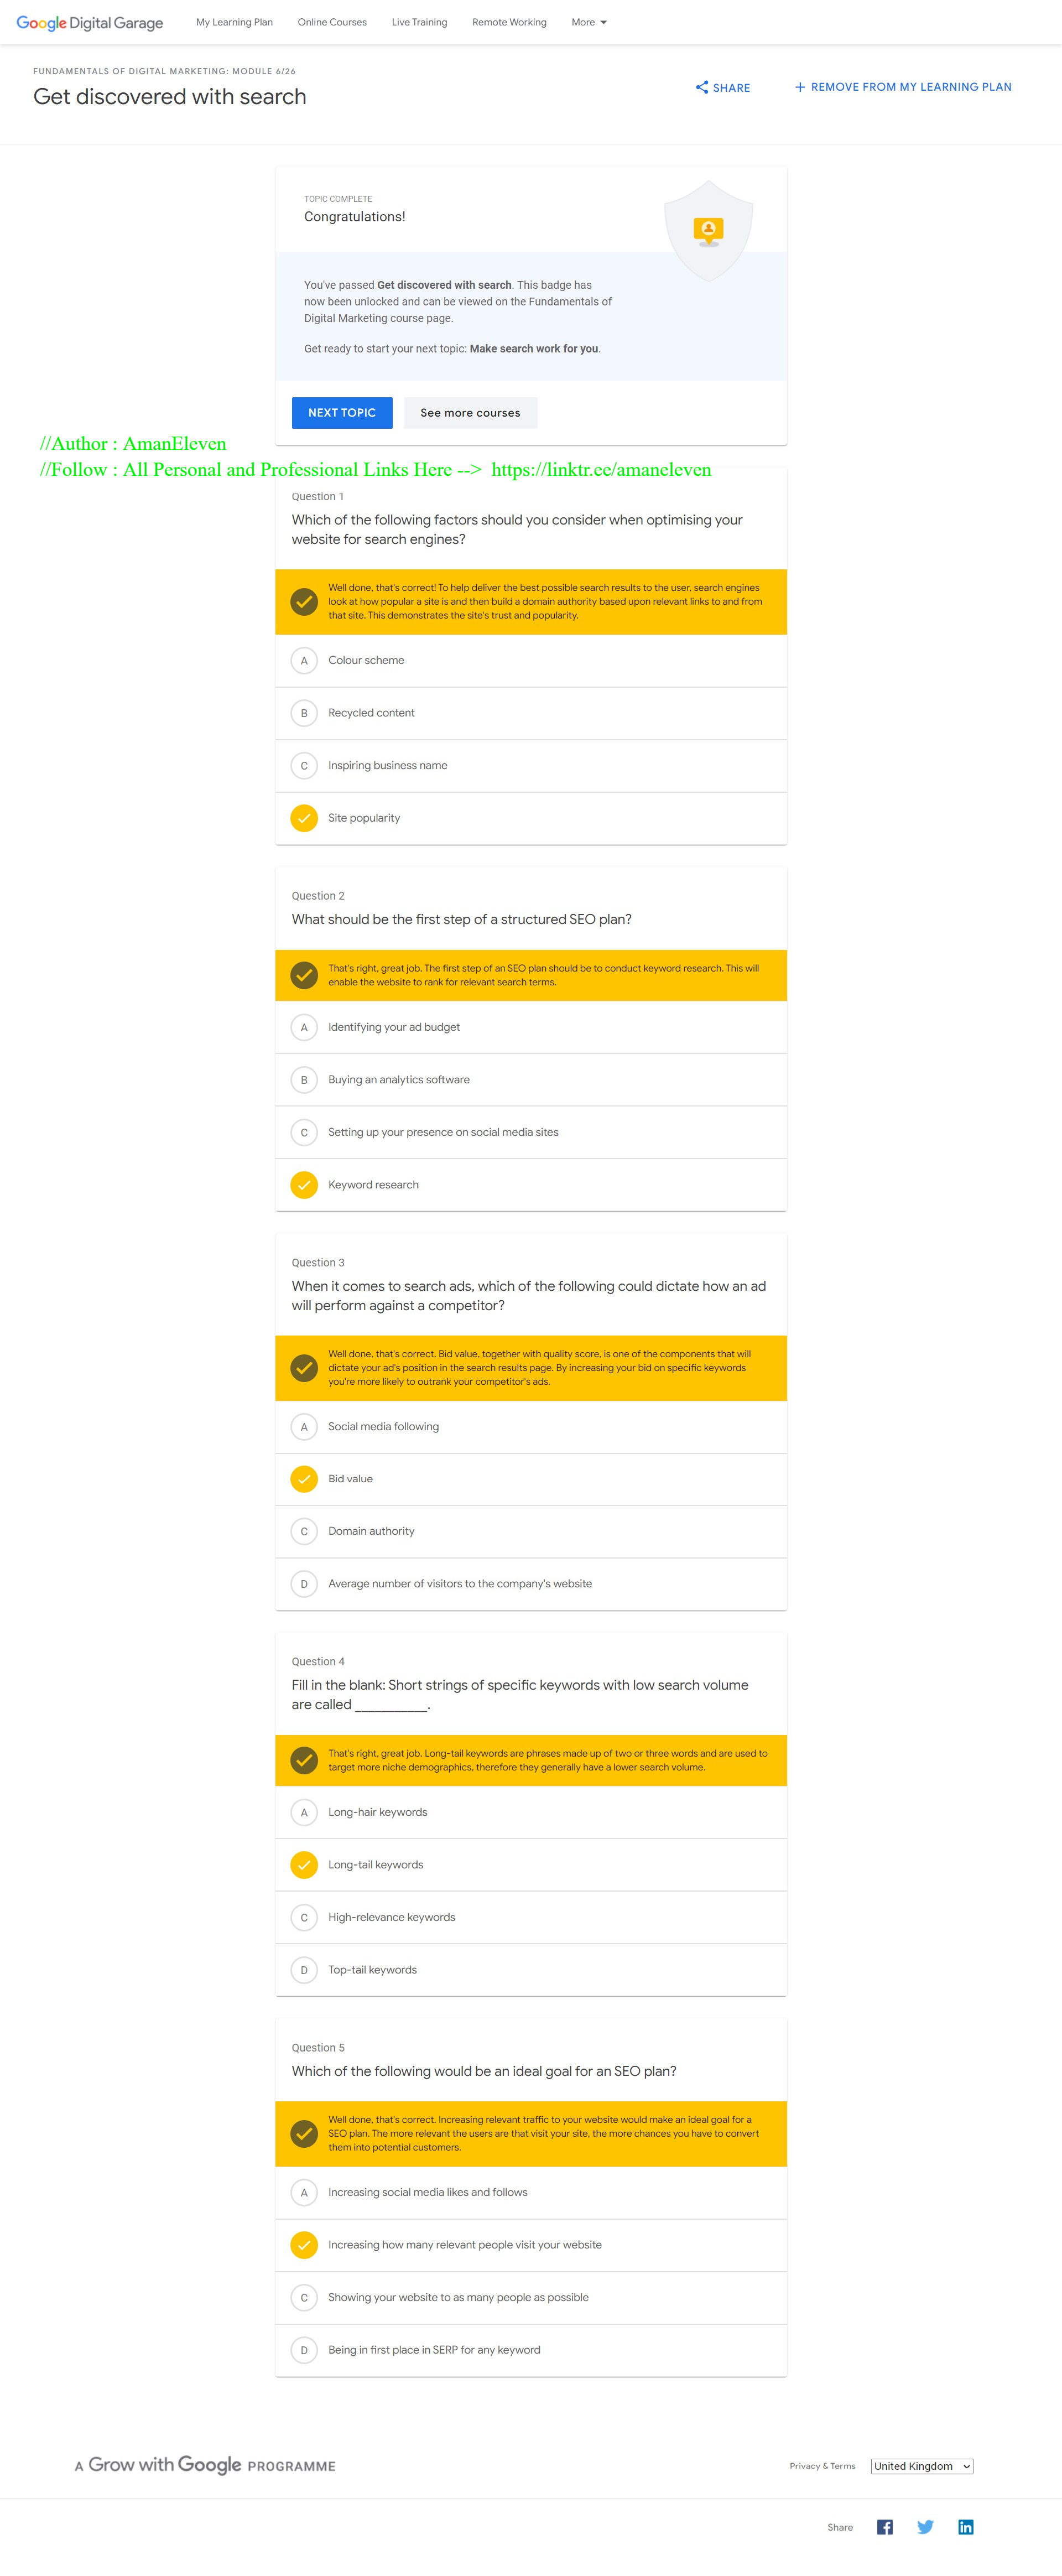 Google Digital Garage My Learning Plan Online Courses Live Training Remote Working More
FUNDAMENTALS OF DIGITAL MARKETING: MODULE 6/26
Get discovered with search
SHARE
REMOVE FROM MY LEARNING PLAN
TOPIC COMPLETE
Congratulations!
You've passed Get discovered with search. This badge has
now been unlocked and can be viewed on the Fundamentals of
Digital Marketing course page.
Get ready to start your next topic: Make search work for you.
NEXT TOPIC See more courses
//Author : AmanEleven
//Follow : All Personal and Professional Links Here --> https://linktr.ee/amaneleven
Question 1
Which of the following factors should you consider when optimising your
website for search engines?
Well done, that's correct! To help deliver the best possible search results to the user, search engines
look at how popular a site is and then build a domain authority based upon relevant links to and from
that site. This demonstrates the site's trust and popularity.
A Colour scheme
B Recycled content
C Inspiring business name
Site popularity
Question 2
What should be the first step of a structured SEO plan?
That's right, great job. The first step of an SEO plan should be to conduct keyword research. This will
enable the website to rank for relevant search terms.
A Identifying your ad budget
B Buying an analytics software
C Setting up your presence on social media sites
Keyword research
Question 3
When it comes to search ads, which of the following could dictate how an ad
will perform against a competitor?
Well done, that's correct. Bid value, together with quality score, is one of the components that will
dictate your ad's position in the search results page. By increasing your bid on specific keywords
you're more likely to outrank your competitor's ads.
A Social media following
Bid value
C Domain authority
D Average number of visitors to the company's website
Question 4
Fill in the blank: Short strings of specific keywords with low search volume
are called ___________.
That's right, great job. Long-tail keywords are phrases made up of two or three words and are used to
target more niche demographics, therefore they generally have a lower search volume.
A Long-hair keywords
Long-tail keywords
C High-relevance keywords
D Top-tail keywords
Question 5
Which of the following would be an ideal goal for an SEO plan?
Well done, that's correct. Increasing relevant traffic to your website would make an ideal goal for a
SEO plan. The more relevant the users are that visit your site, the more chances you have to convert
them into potential customers.
A Increasing social media likes and follows
Increasing how many relevant people visit your website
C Showing your website to as many people as possible
D Being in first place in SERP for any keyword
A Grow with Google PROGRAMME
Privacy & Terms United Kingdom
Share